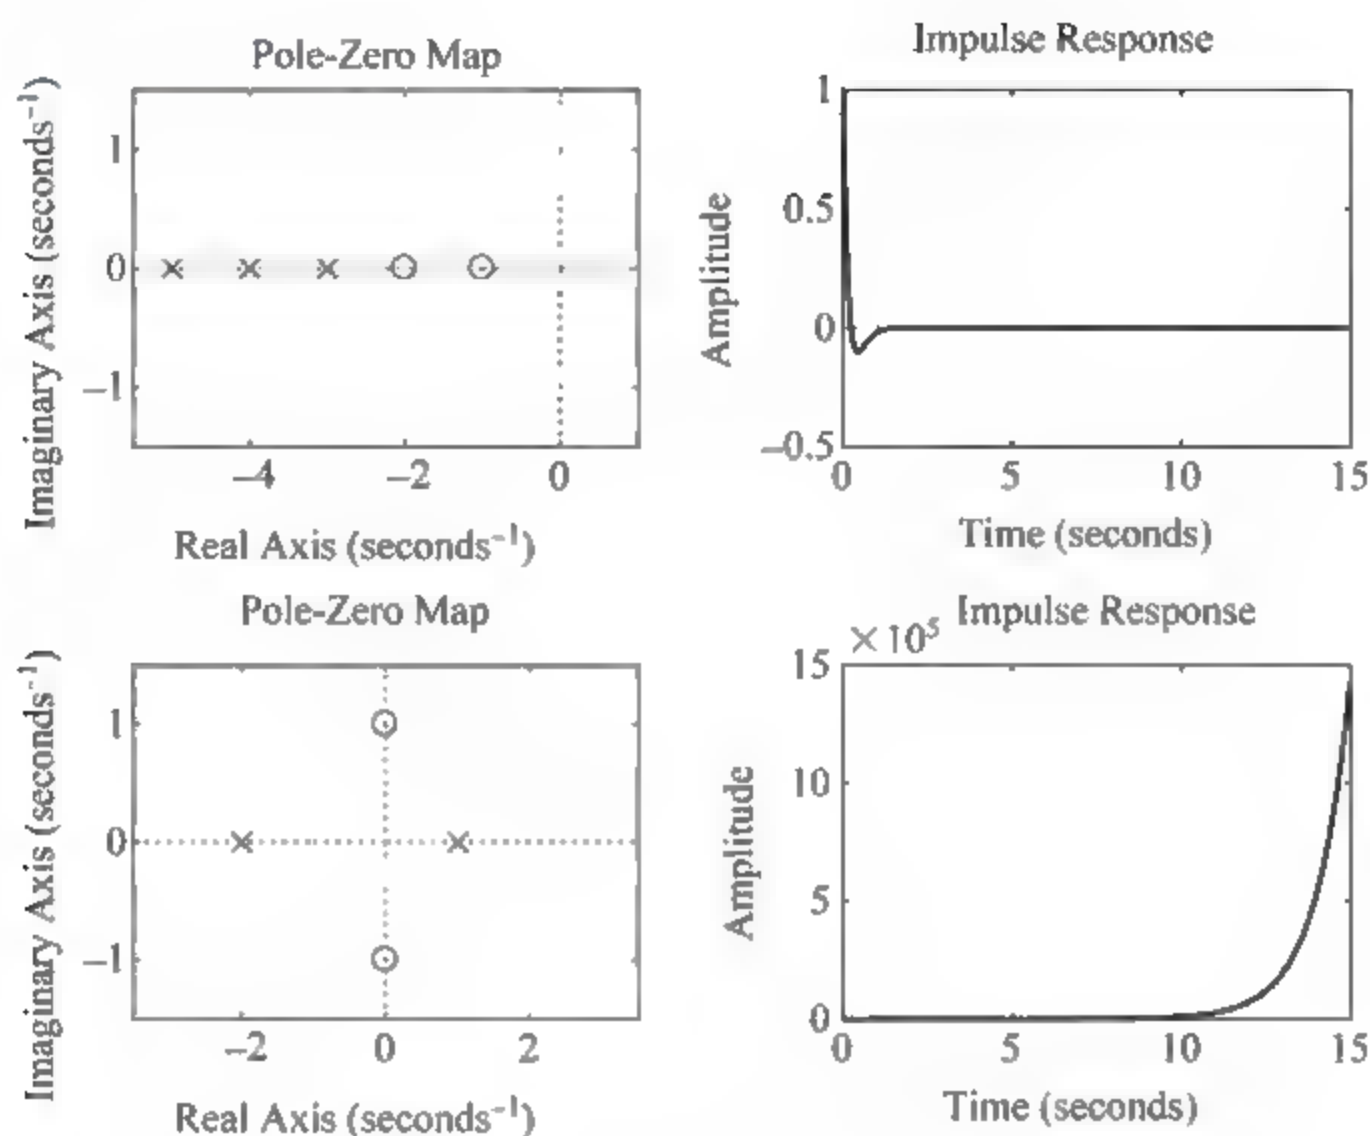 Pole-Zero Map
Imaginary Axis (seconds⁻¹)
1
0
−1
−4 −2 0
Real Axis (seconds⁻¹)
Impulse Response
Amplitude
1
0.5
0
−0.5
0 5 10 15
Time (seconds)
Pole-Zero Map
Imaginary Axis (seconds⁻¹)
1
0
−1
−2 0 2
Real Axis (seconds⁻¹)
×10⁵ Impulse Response
Amplitude
15
10
5
0
0 5 10 15
Time (seconds)